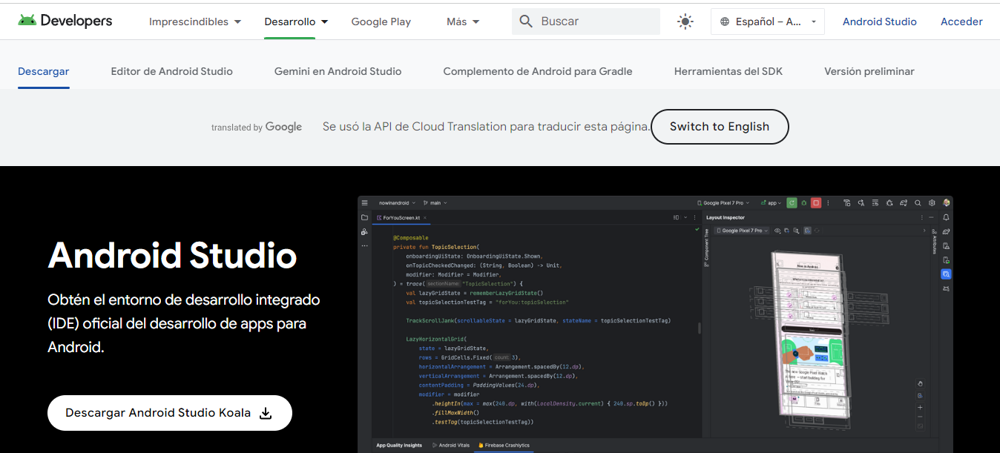 Developers Imprescindibles Desarrollo Google Play Más Buscar Español – A... Android Studio Acceder
Descargar Editor de Android Studio Gemini en Android Studio Complemento de Android para Gradle Herramientas del SDK Versión preliminar
translated by Google Se usó la API de Cloud Translation para traducir esta página. Switch to English
Android Studio
Obtén el entorno de desarrollo integrado
(IDE) oficial del desarrollo de apps para
Android.
Descargar Android Studio Koala
nowinandroid main Google Pixel 7 Pro app
ForYouScreen.kt Layout Inspector
Google Pixel 7 Pro
Component Tree
Attributes
@Composable
private fun TopicSelection(
onboardingUiState: OnboardingUiState.Shown,
onTopicCheckedChanged: (String, Boolean) -> Unit,
modifier: Modifier = Modifier,
) = trace( sectionName: "TopicSelection") {
val lazyGridState = rememberLazyGridState()
val topicSelectionTestTag = "forYou:topicSelection"
TrackScrollJank(scrollableState = lazyGridState, stateName = topicSelectionTestTag)
LazyHorizontalGrid(
state = lazyGridState,
rows = GridCells.Fixed( count: 3),
horizontalArrangement = Arrangement.spacedBy(12.dp),
verticalArrangement = Arrangement.spacedBy(12.dp),
contentPadding = PaddingValues(24.dp),
modifier = modifier
.heightIn(max = max(240.dp, with(LocalDensity.current) { 240.sp.toDp() }))
.fillMaxWidth()
.testTag(topicSelectionTestTag))
App Quality Insights Android Vitals Firebase Crashlytics